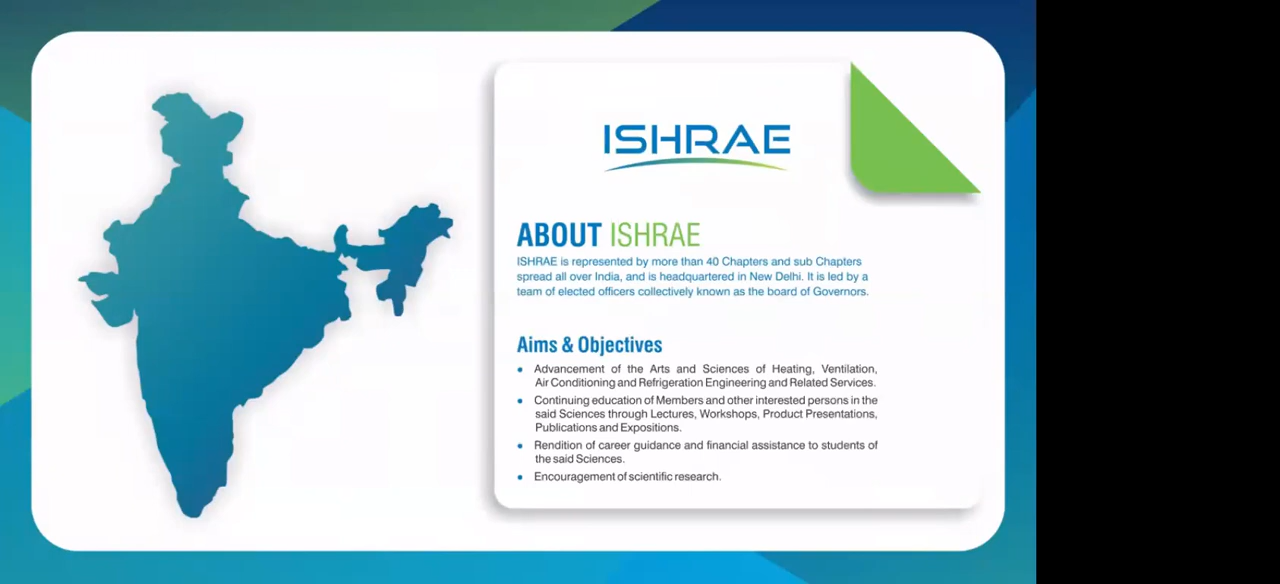 ISHRAE
ABOUT ISHRAE
ISHRAE is represented by more than 40 Chapters and sub Chapters
spread all over India, and is headquartered in New Delhi. It is led by a
team of elected officers collectively known as the board of Governors.
Aims & Objectives
• Advancement of the Arts and Sciences of Heating, Ventilation,
Air Conditioning and Refrigeration Engineering and Related Services.
• Continuing education of Members and other interested persons in the
said Sciences through Lectures, Workshops, Product Presentations,
Publications and Expositions.
• Rendition of career guidance and financial assistance to students of
the said Sciences.
• Encouragement of scientific research.